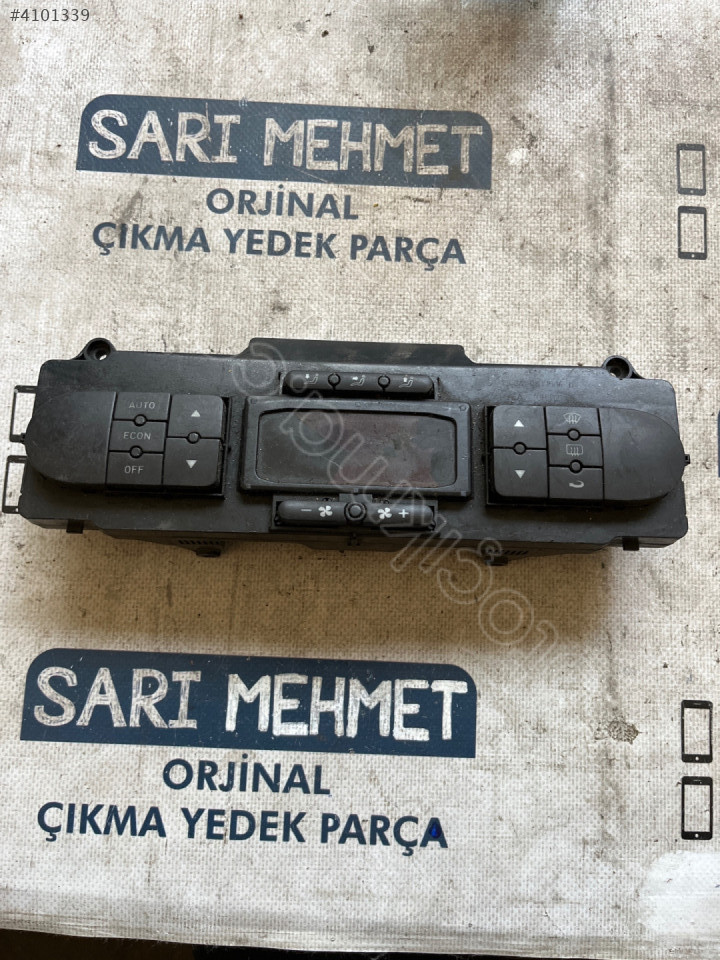 #4101339
SARI MEHMET
ORJİNAL
ÇIKMA YEDEK PARÇA
AUTO
ECON
OFF
- +
SARI MEHMET
ORJİNAL
ÇIKMA YEDEK PARÇA